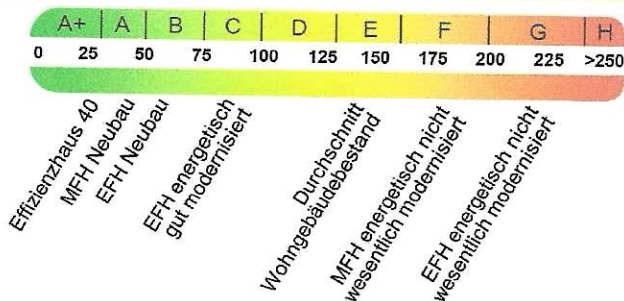 A+ A B C D E F G H
0 25 50 75 100 125 150 175 200 225 >250
Effizienzhaus 40
MFH Neubau
EFH Neubau
EFH energetisch
gut modernisiert
Durchschnitt
Wohngebäudebestand
MFH energetisch nicht
wesentlich modernisiert
EFH energetisch nicht
wesentlich modernisiert